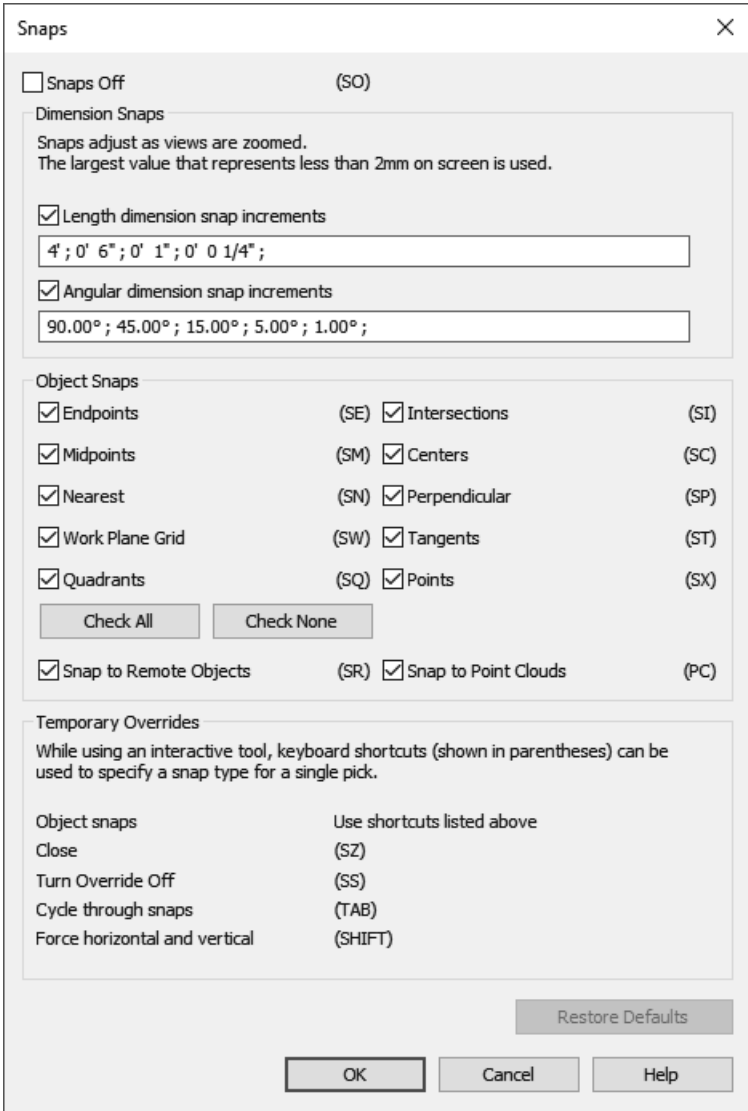 Snaps
Snaps Off (SO)
Dimension Snaps
Snaps adjust as views are zoomed.
The largest value that represents less than 2mm on screen is used.
Length dimension snap increments
4' ; 0'  6" ; 0'  1" ; 0'  0 1/4" ;
Angular dimension snap increments
90.00° ; 45.00° ; 15.00° ; 5.00° ; 1.00° ;
Object Snaps
Endpoints (SE) Intersections (SI)
Midpoints (SM) Centers (SC)
Nearest (SN) Perpendicular (SP)
Work Plane Grid (SW) Tangents (ST)
Quadrants (SQ) Points (SX)
Check All Check None
Snap to Remote Objects (SR) Snap to Point Clouds (PC)
Temporary Overrides
While using an interactive tool, keyboard shortcuts (shown in parentheses) can be
used to specify a snap type for a single pick.
Object snaps Use shortcuts listed above
Close (SZ)
Turn Override Off (SS)
Cycle through snaps (TAB)
Force horizontal and vertical (SHIFT)
Restore Defaults
OK Cancel Help